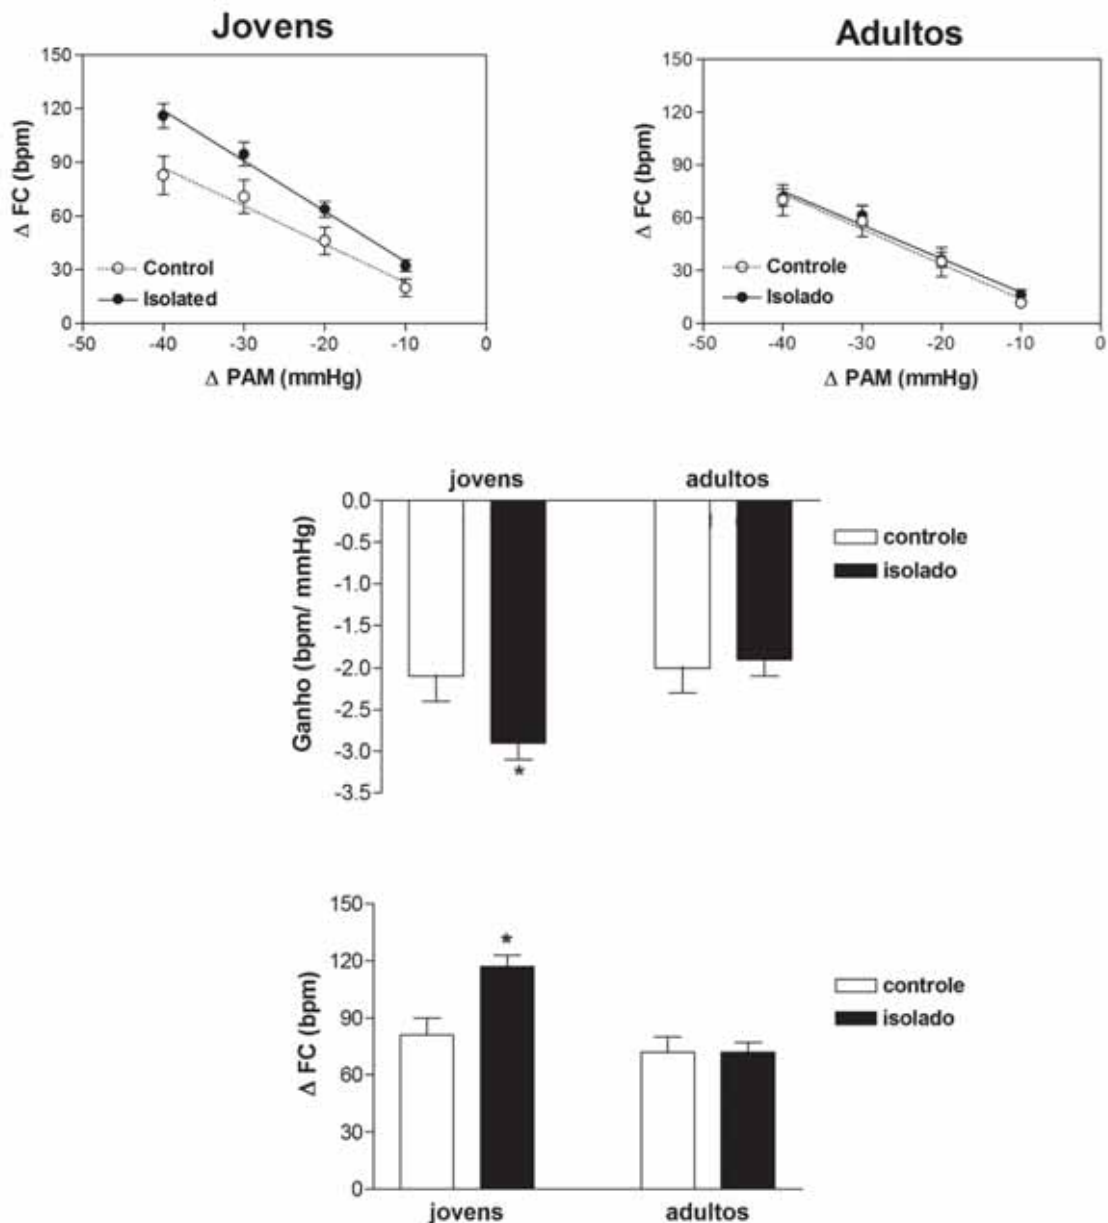 Jovens
150
120
90
60
30
0
Δ FC (bpm)
Control
Isolated
-50 -40 -30 -20 -10 0
Δ PAM (mmHg)
Adultos
150
120
90
60
30
0
Δ FC (bpm)
Controle
Isolado
-50 -40 -30 -20 -10 0
Δ PAM (mmHg)
jovens adultos
0.0
-0.5
-1.0
-1.5
-2.0
-2.5
-3.0
-3.5
Ganho (bpm/ mmHg)
*
controle
isolado
150
120
90
60
30
0
Δ FC (bpm)
*
controle
isolado
jovens adultos